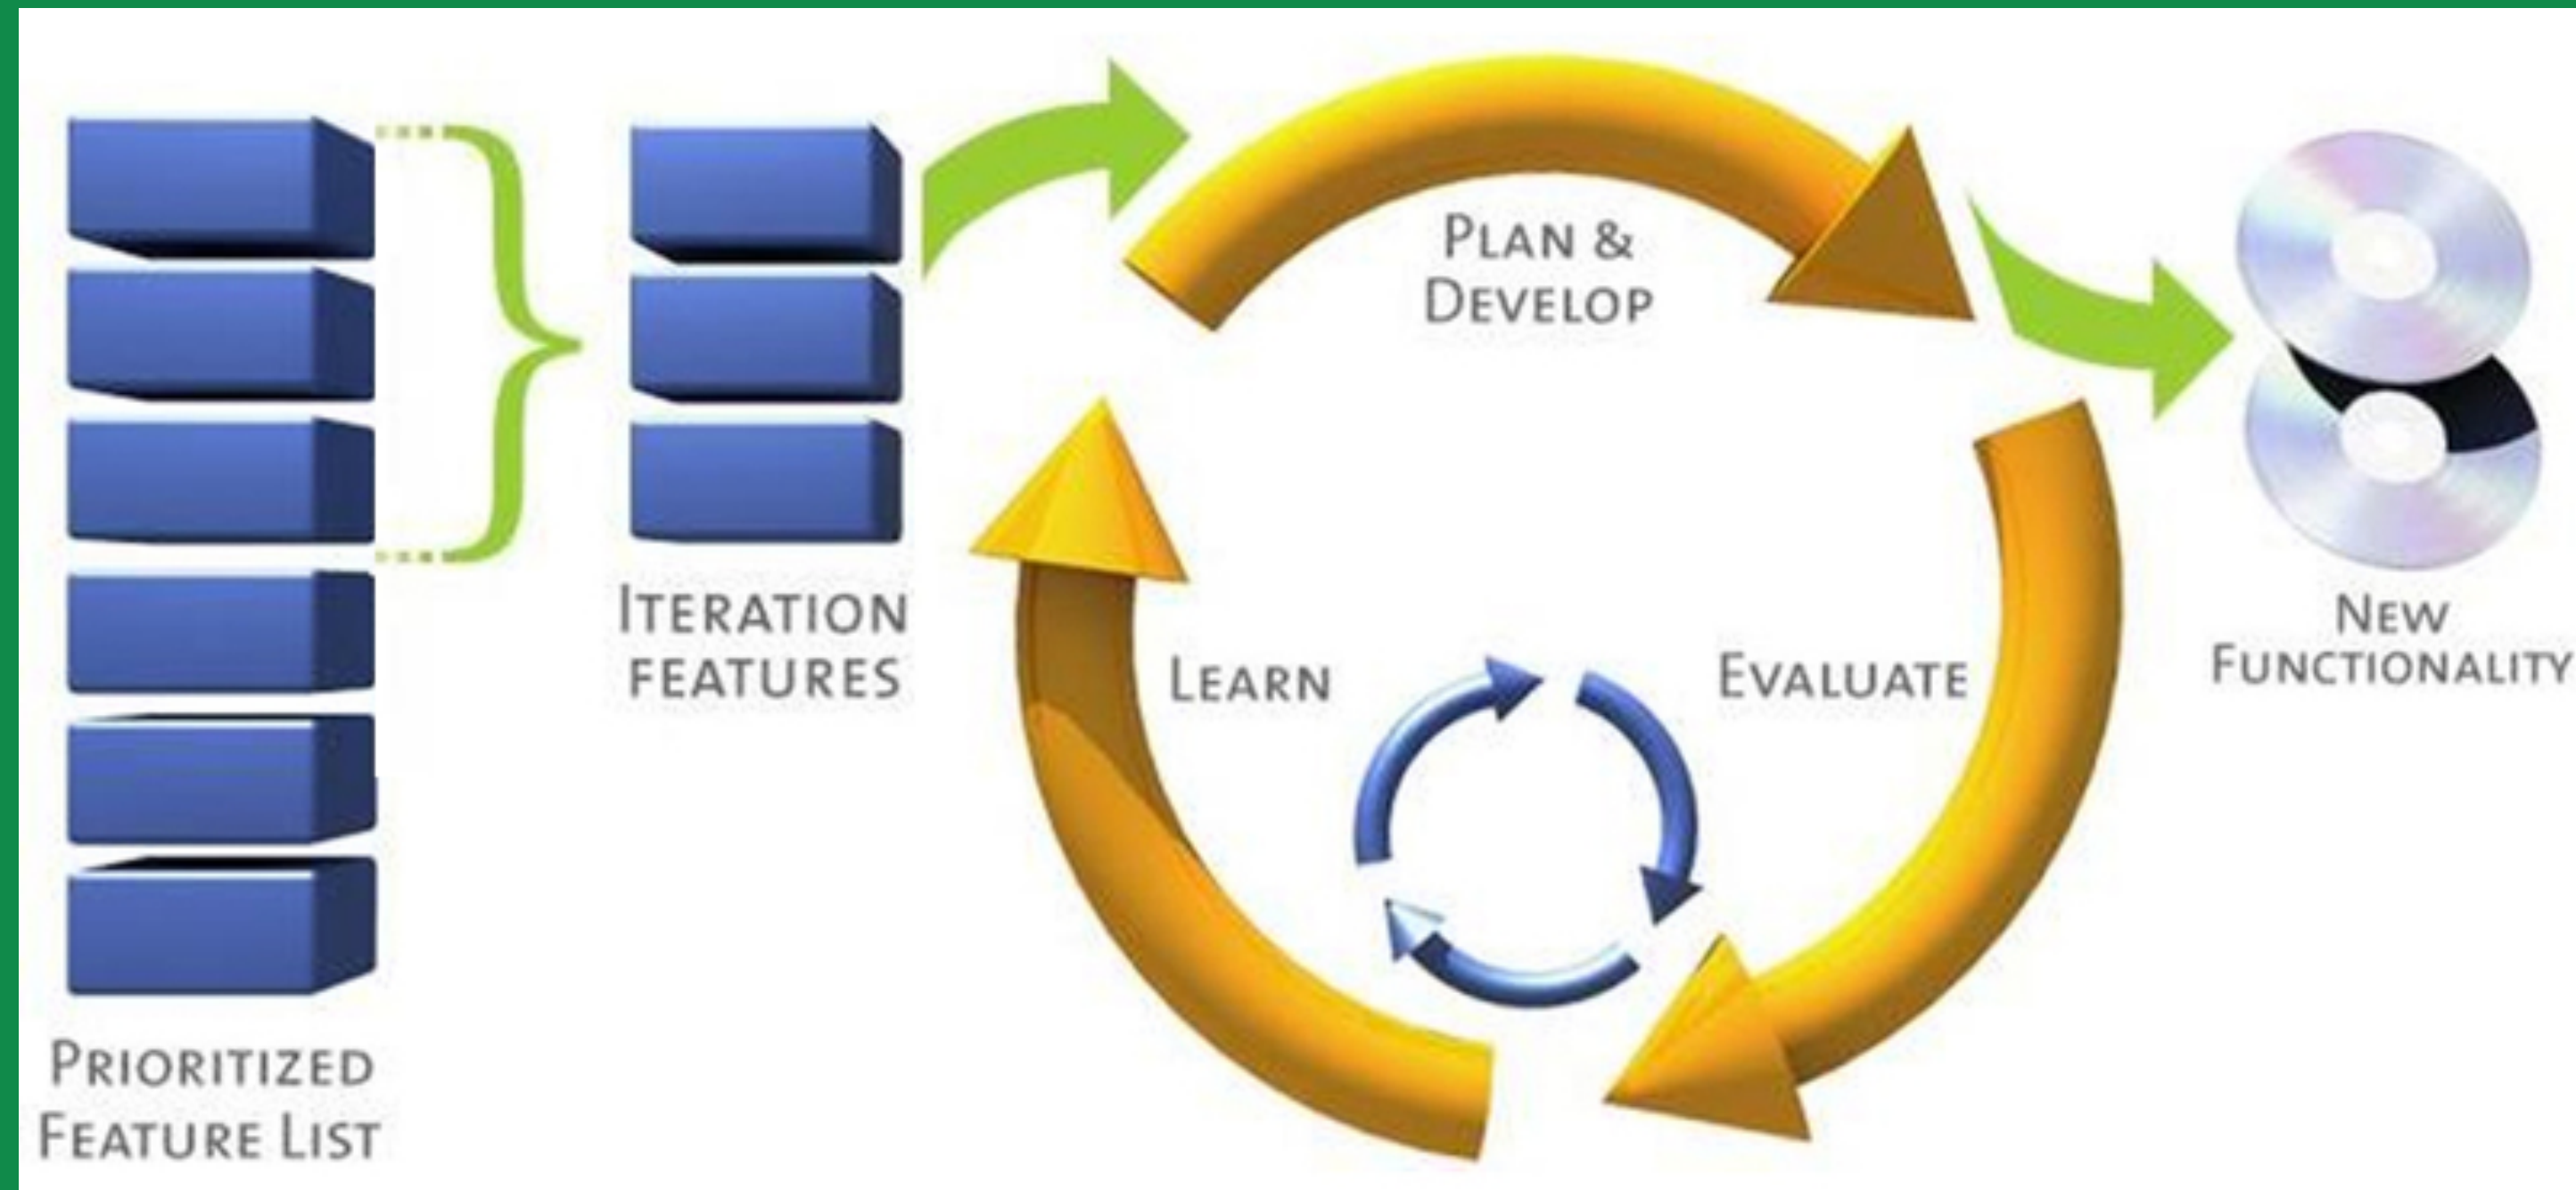 PRIORITIZED
FEATURE LIST
ITERATION
FEATURES
PLAN &
DEVELOP
EVALUATE
LEARN
NEW
FUNCTIONALITY